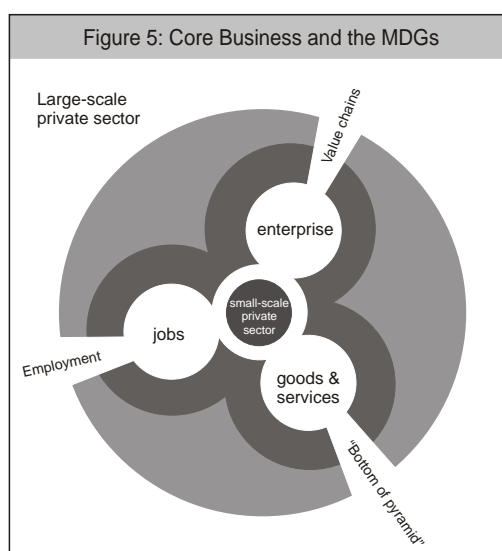 Figure 5: Core Business and the MDGs
Large-scale
private sector
Value chains
enterprise
small-scale
private
sector
jobs
Employment
goods &
services
“Bottom of pyramid”